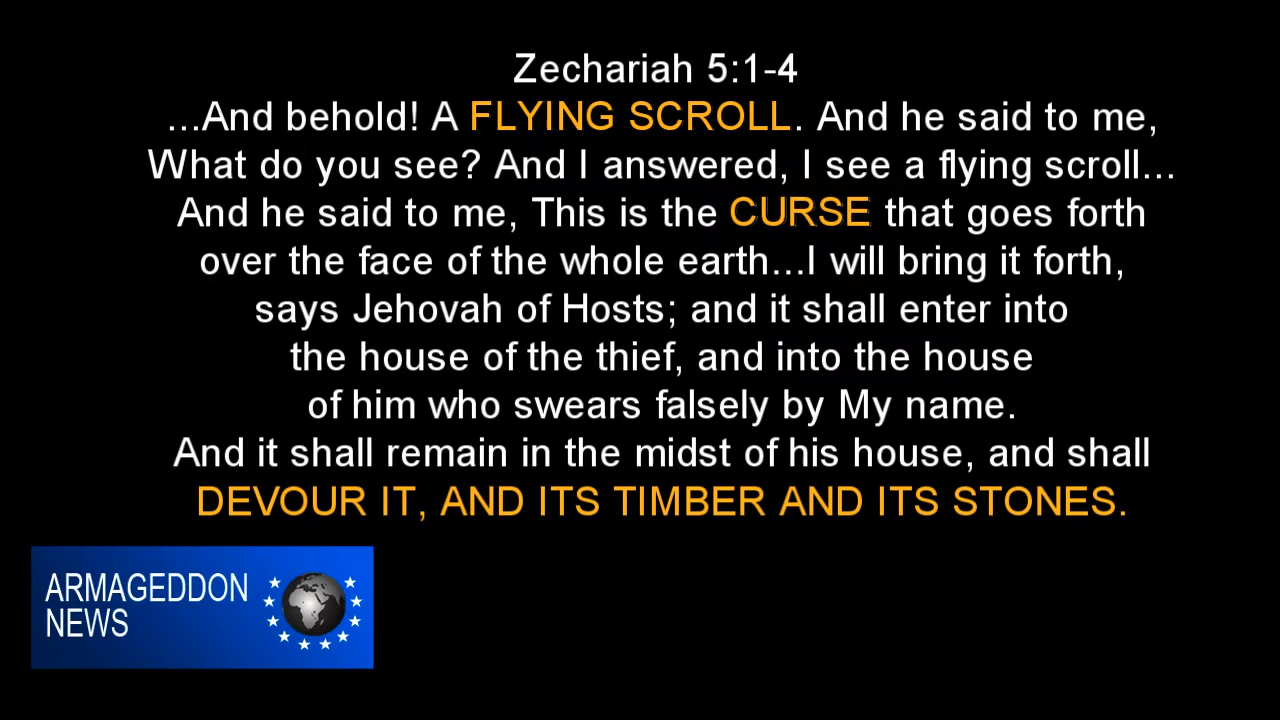 Zechariah 5:1-4
...And behold! A FLYING SCROLL. And he said to me,
What do you see? And I answered, I see a flying scroll...
And he said to me, This is the CURSE that goes forth
over the face of the whole earth...I will bring it forth,
says Jehovah of Hosts; and it shall enter into
the house of the thief, and into the house
of him who swears falsely by My name.
And it shall remain in the midst of his house, and shall
DEVOUR IT, AND ITS TIMBER AND ITS STONES.
ARMAGEDDON
NEWS